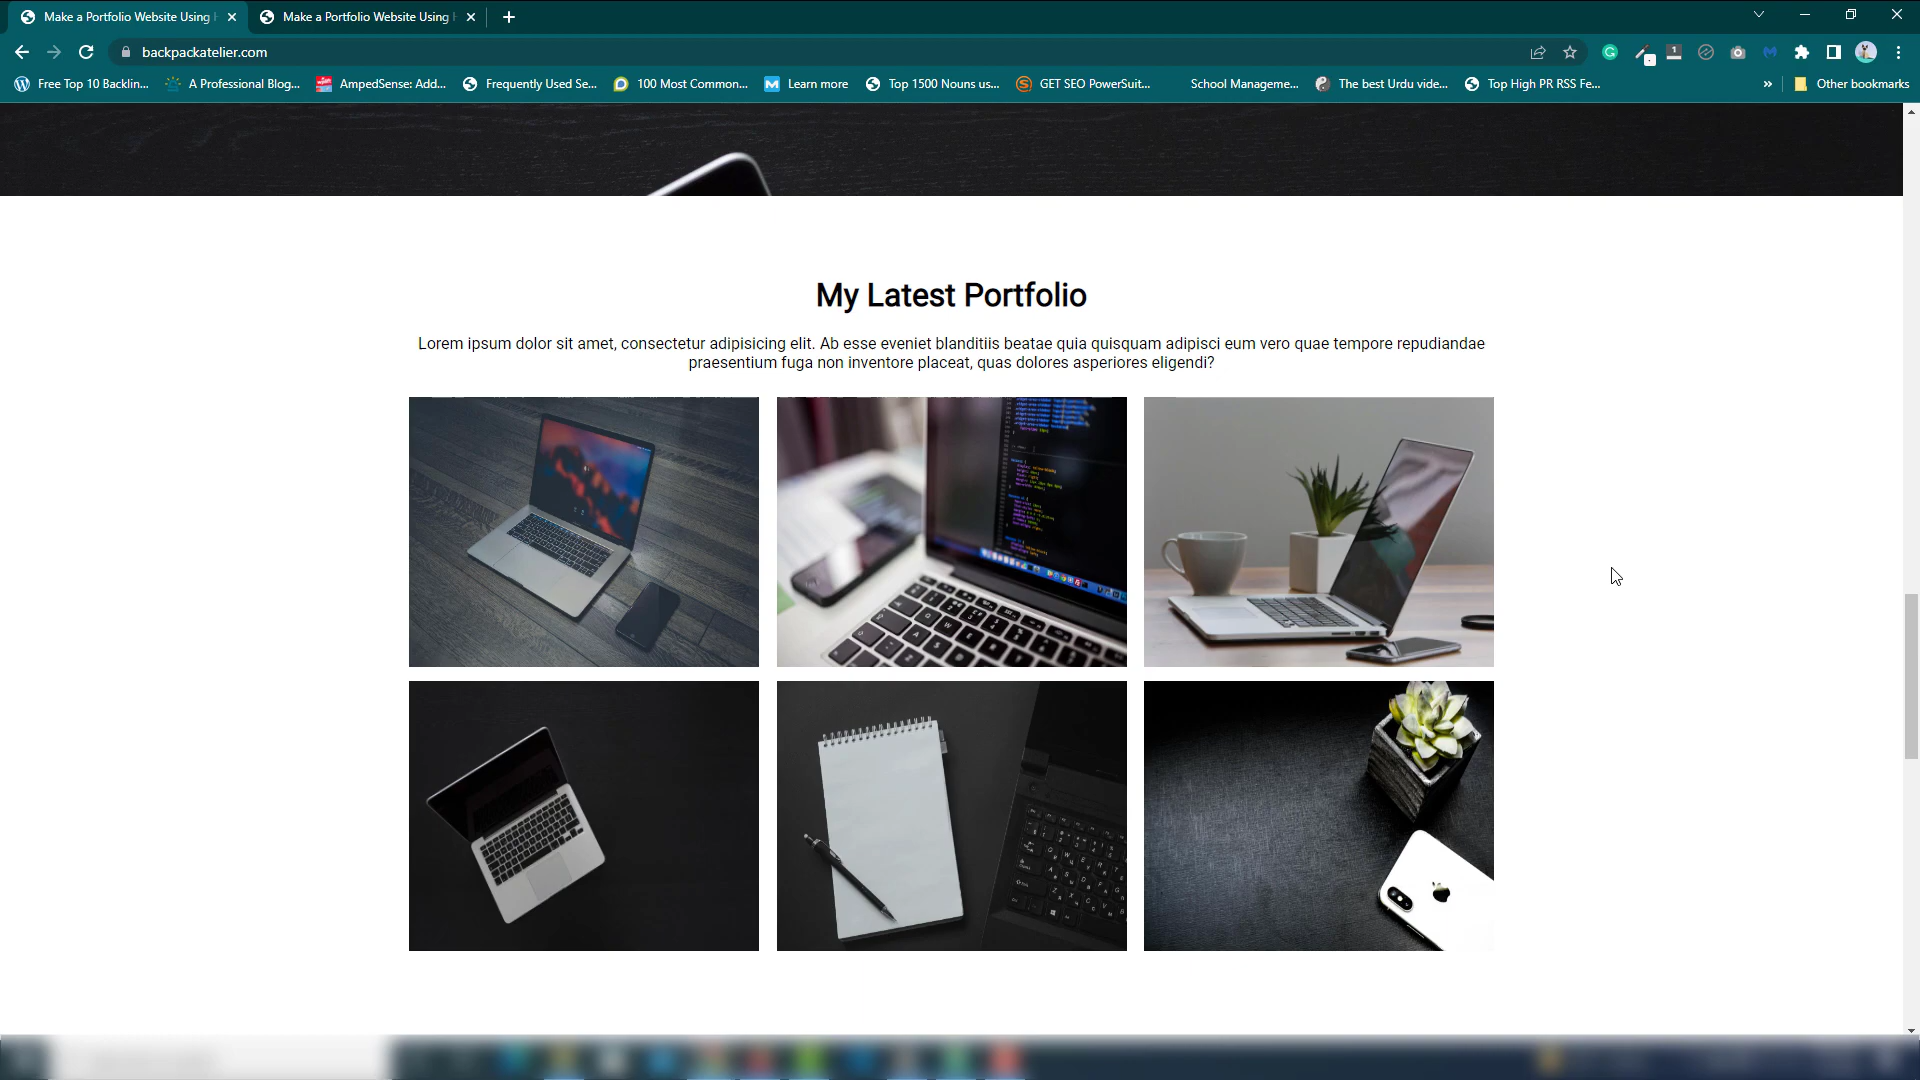 Make a Portfolio Website Using
Make a Portfolio Website Using
backpackatelier.com
1
Free Top 10 Backlin...
A Professional Blog...
AmpedSense: Add...
Frequently Used Se...
100 Most Common...
Learn more
Top 1500 Nouns us...
GET SEO PowerSuit...
School Manageme...
The best Urdu vide...
Top High PR RSS Fe...
»
Other bookmarks
My Latest Portfolio
Lorem ipsum dolor sit amet, consectetur adipisicing elit. Ab esse eveniet blanditiis beatae quia quisquam adipisci eum vero quae tempore repudiandae
praesentium fuga non inventore placeat, quas dolores asperiores eligendi?